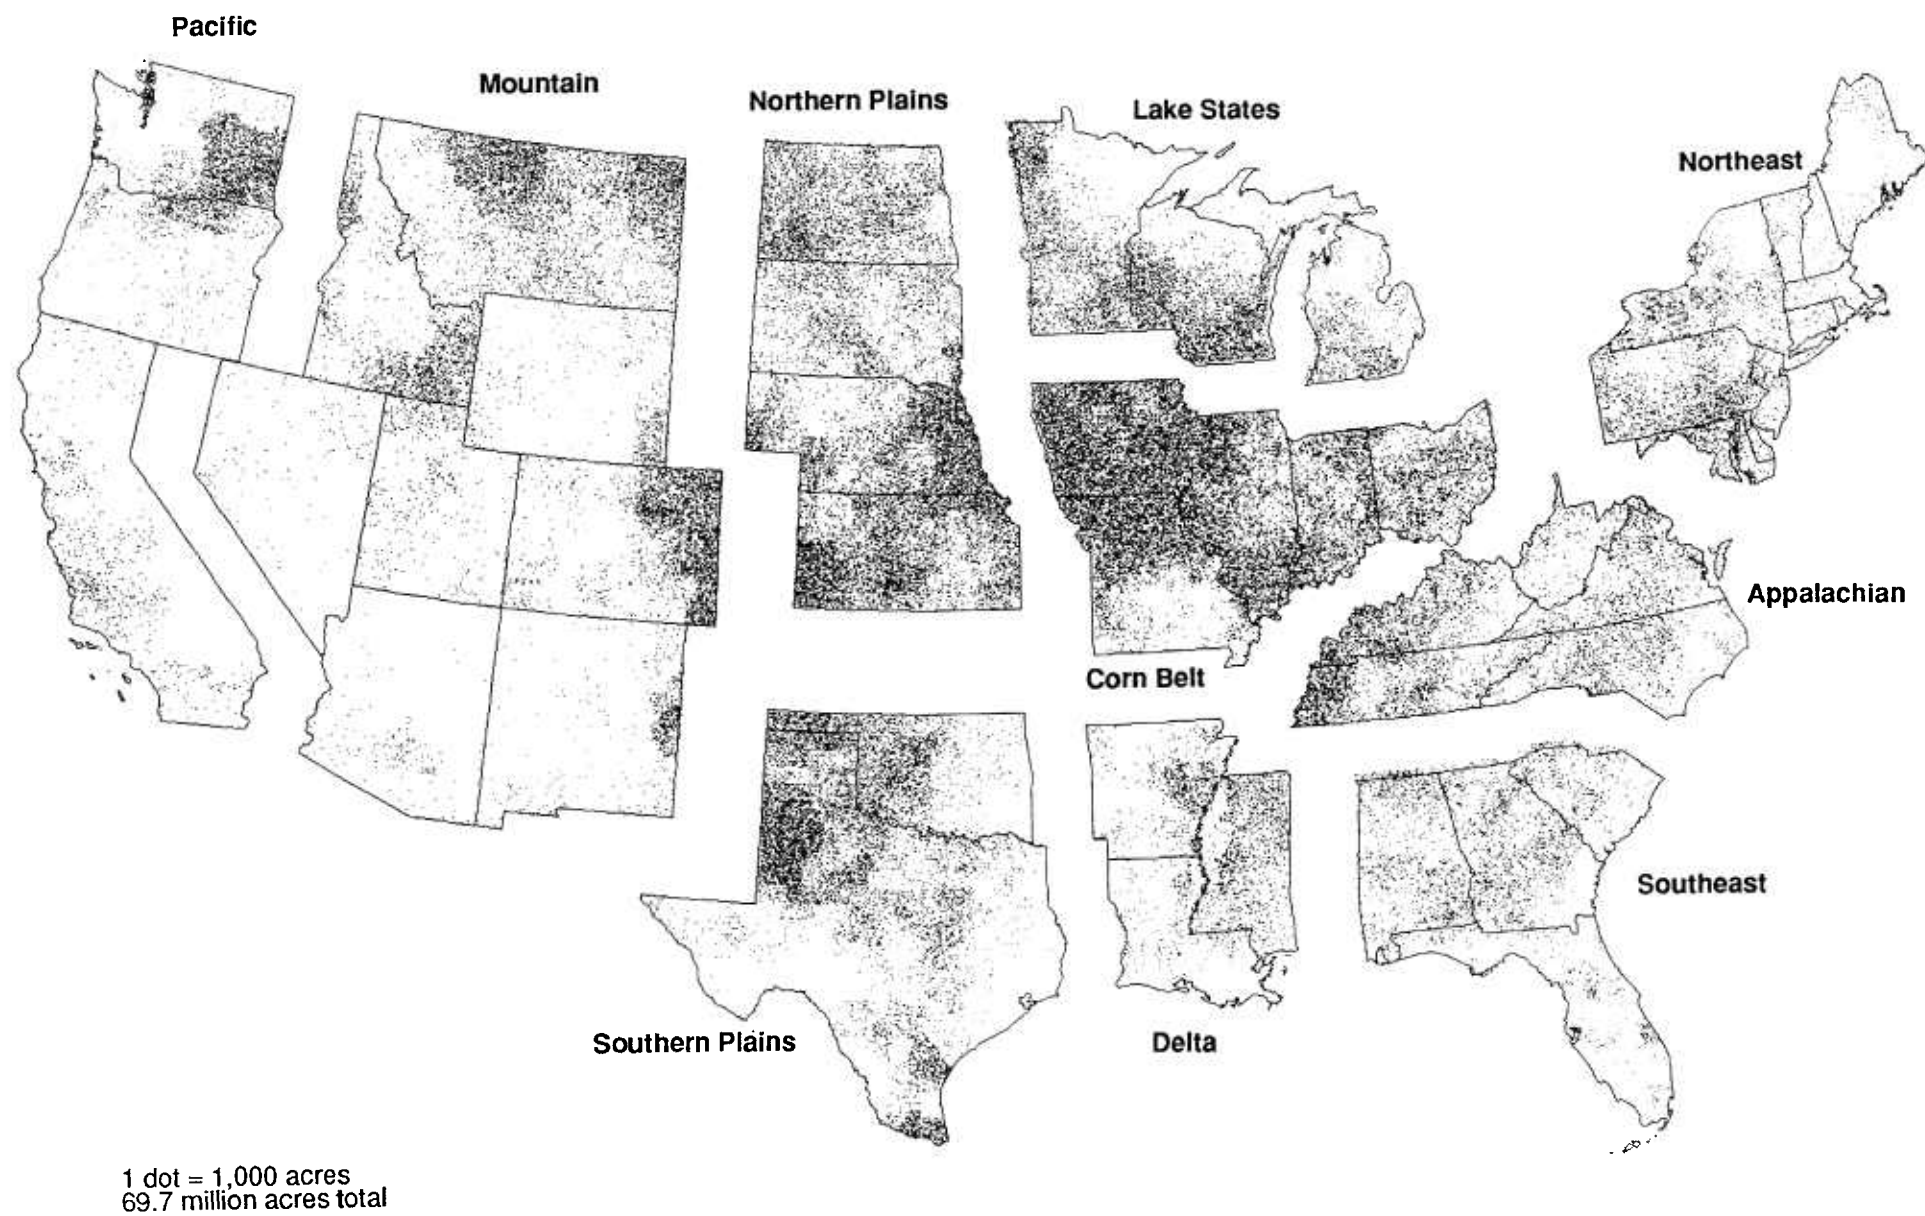 Pacific
Mountain
Northern Plains
Lake States
Northeast
Appalachian
Corn Belt
Southeast
Southern Plains
Delta
1 dot = 1,000 acres
69.7 million acres total